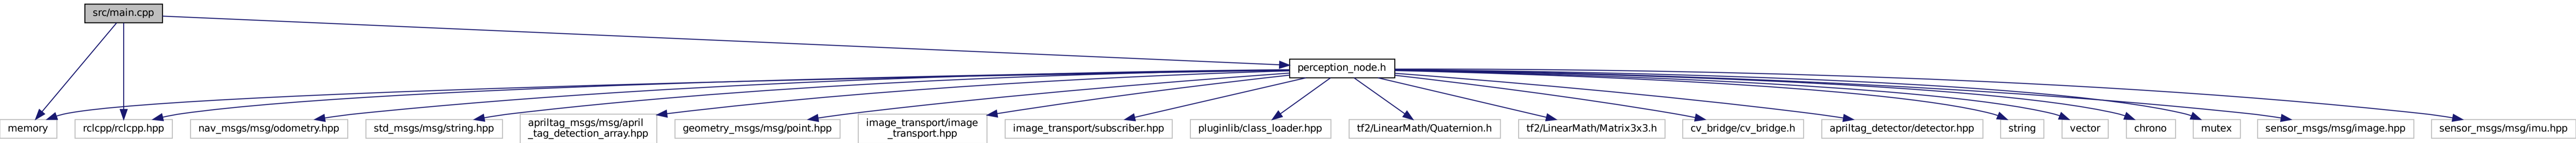 src/main.cpp
perception_node.h
memory
rclcpp/rclcpp.hpp
nav_msgs/msg/odometry.hpp
std_msgs/msg/string.hpp
apriltag_msgs/msg/april
_tag_detection_array.hpp
geometry_msgs/msg/point.hpp
image_transport/image
_transport.hpp
image_transport/subscriber.hpp
pluginlib/class_loader.hpp
tf2/LinearMath/Quaternion.h
tf2/LinearMath/Matrix3x3.h
cv_bridge/cv_bridge.h
apriltag_detector/detector.hpp
string
vector
chrono
mutex
sensor_msgs/msg/image.hpp
sensor_msgs/msg/imu.hpp